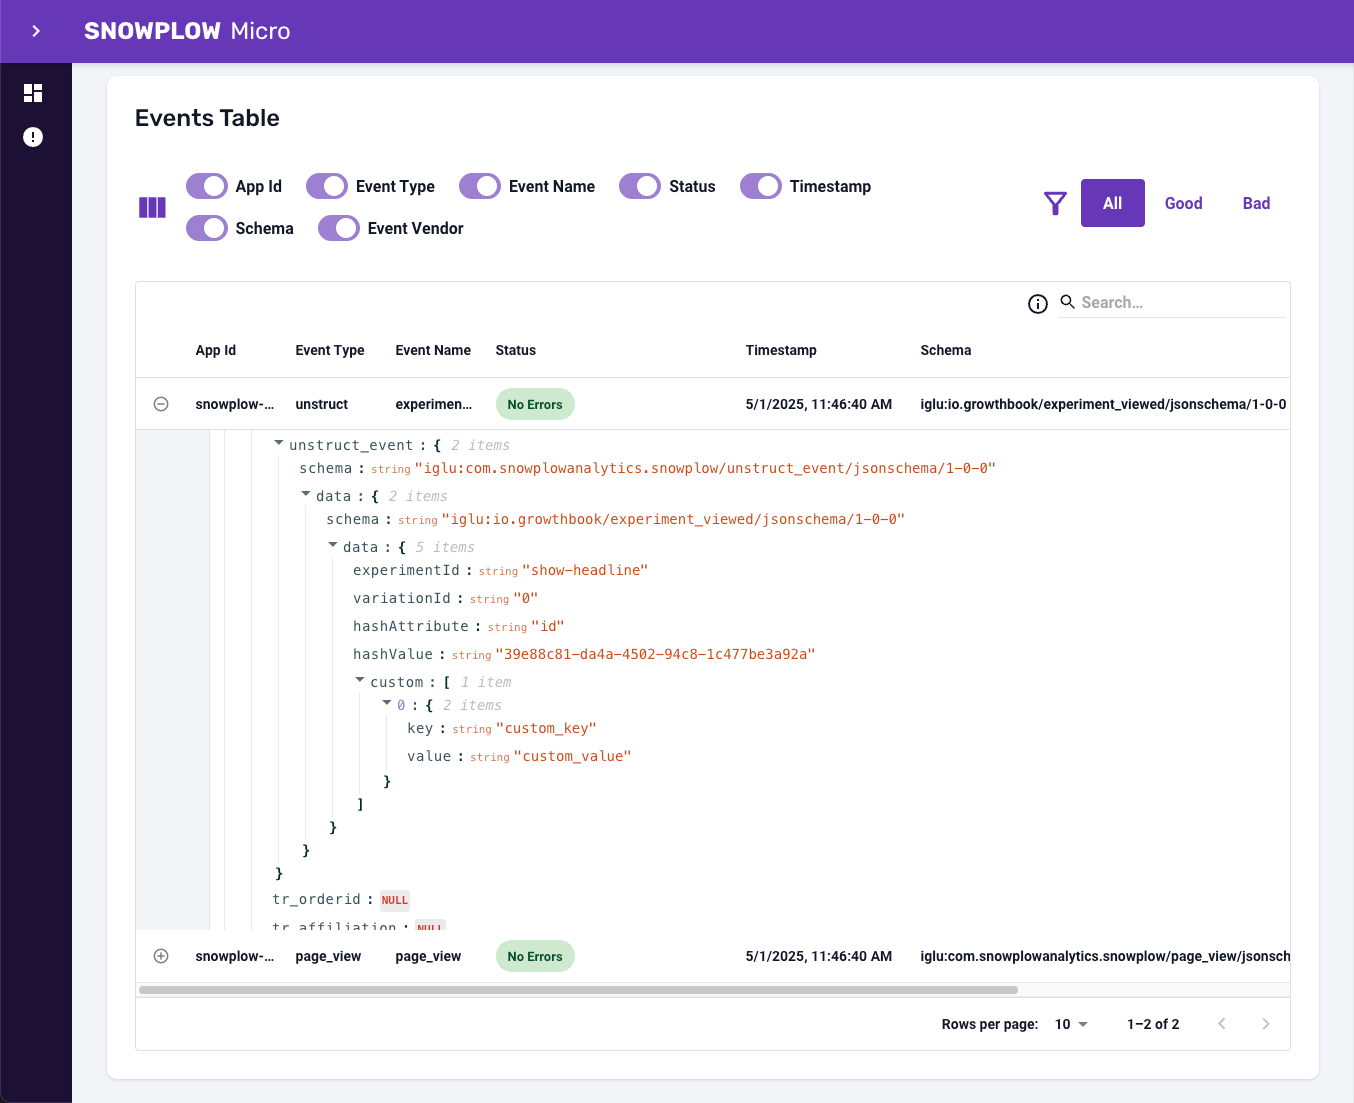 SNOWPLOW Micro
Events Table
App Id Event Type Event Name Status Timestamp
Schema Event Vendor
All Good Bad
Search...
App Id Event Type Event Name Status Timestamp Schema
snowplow-... unstruct experimen... No Errors 5/1/2025, 11:46:40 AM iglu:io.growthbook/experiment_viewed/jsonschema/1-0-0
unstruct_event : { 2 items
schema : string "iglu:com.snowplowanalytics.snowplow/unstruct_event/jsonschema/1-0-0"
data : { 2 items
schema : string "iglu:io.growthbook/experiment_viewed/jsonschema/1-0-0"
data : { 5 items
experimentId : string "show-headline"
variationId : string "0"
hashAttribute : string "id"
hashValue : string "39e88c81-da4a-4502-94c8-1c477be3a92a"
custom : [ 1 item
0 : { 2 items
key : string "custom_key"
value : string "custom_value"
}
]
}
}
}
tr_orderid : NULL
tr_affiliation : NULL
snowplow-... page_view page_view No Errors 5/1/2025, 11:46:40 AM iglu:com.snowplowanalytics.snowplow/page_view/jsonsch
Rows per page: 10 1–2 of 2